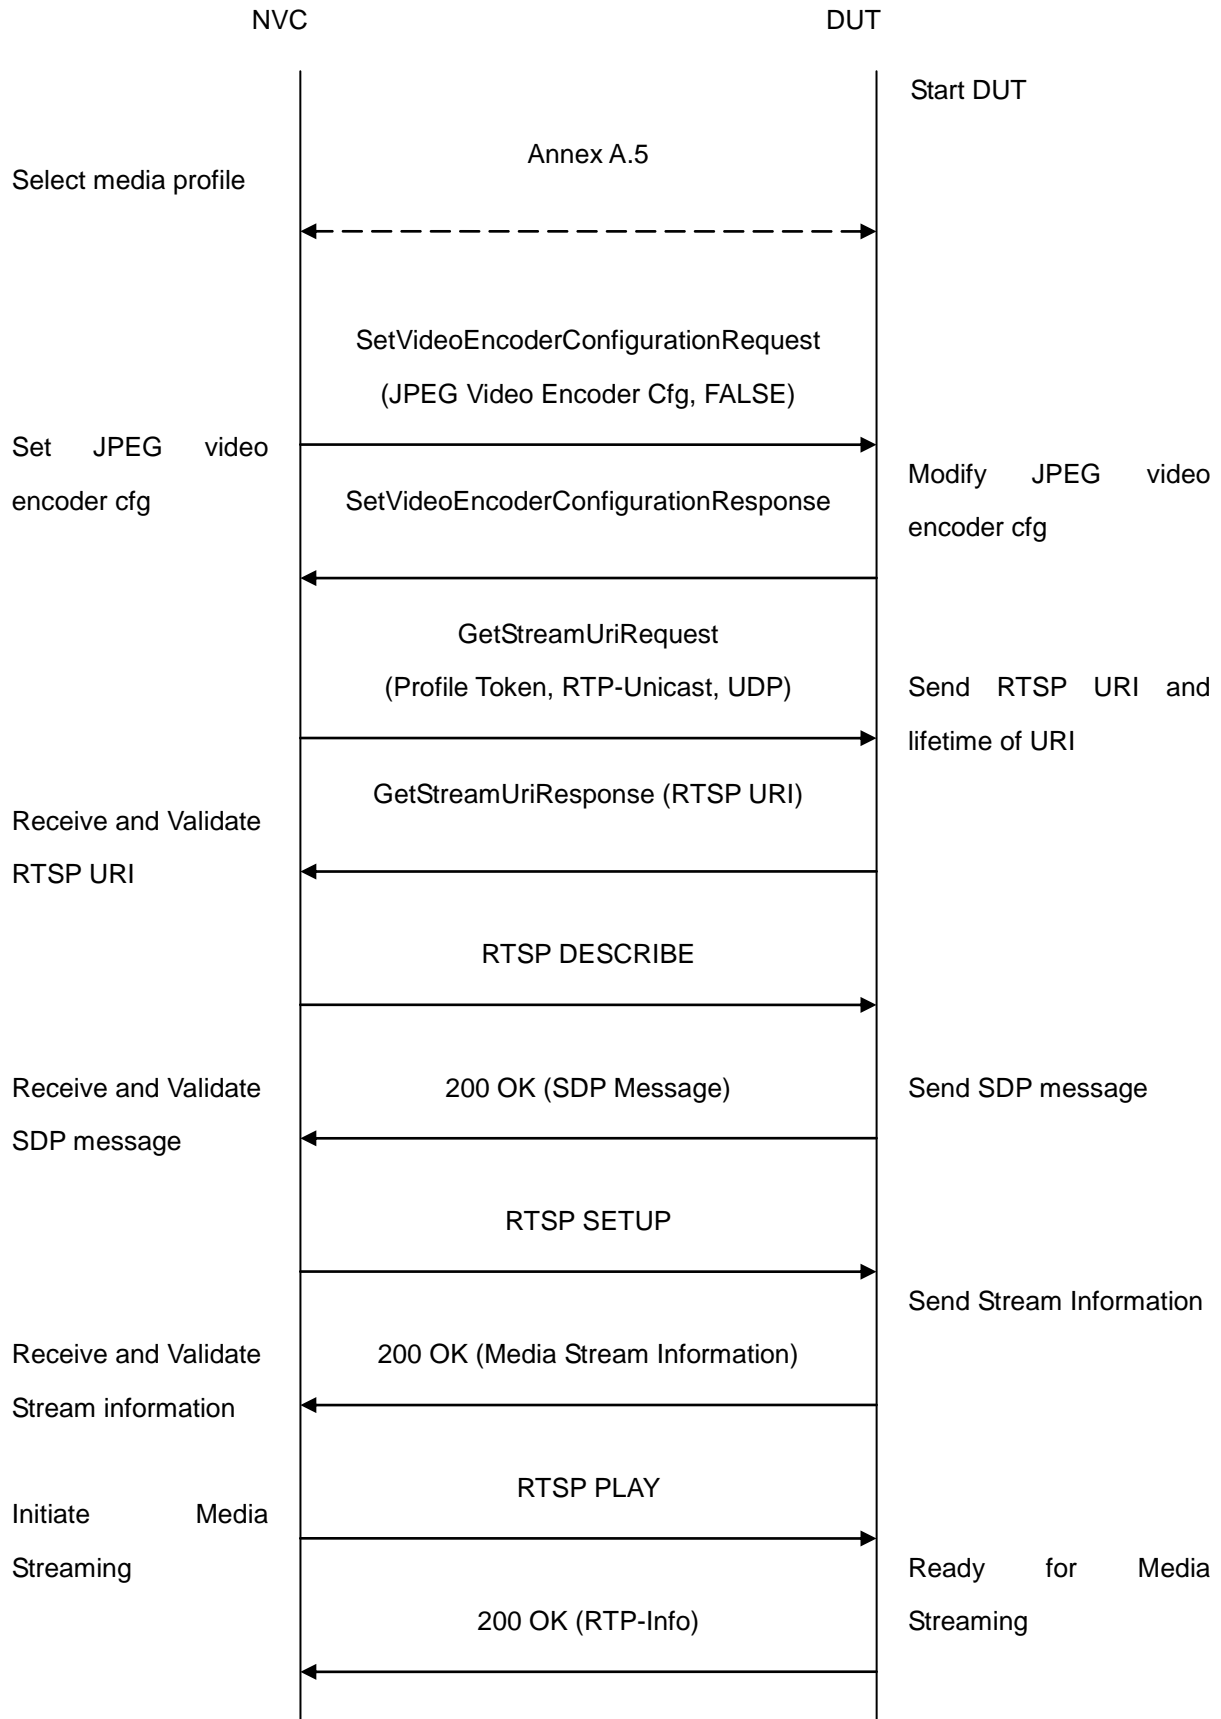 NVC
DUT
Start DUT
Annex A.5
Select media profile
SetVideoEncoderConfigurationRequest
(JPEG Video Encoder Cfg, FALSE)
Set JPEG video
encoder cfg
Modify JPEG video
encoder cfg
SetVideoEncoderConfigurationResponse
GetStreamUriRequest
(Profile Token, RTP-Unicast, UDP)
Send RTSP URI and
lifetime of URI
GetStreamUriResponse (RTSP URI)
Receive and Validate
RTSP URI
RTSP DESCRIBE
Receive and Validate
SDP message
200 OK (SDP Message)
Send SDP message
RTSP SETUP
Send Stream Information
Receive and Validate
Stream information
200 OK (Media Stream Information)
RTSP PLAY
Initiate Media
Streaming
Ready for Media
Streaming
200 OK (RTP-Info)